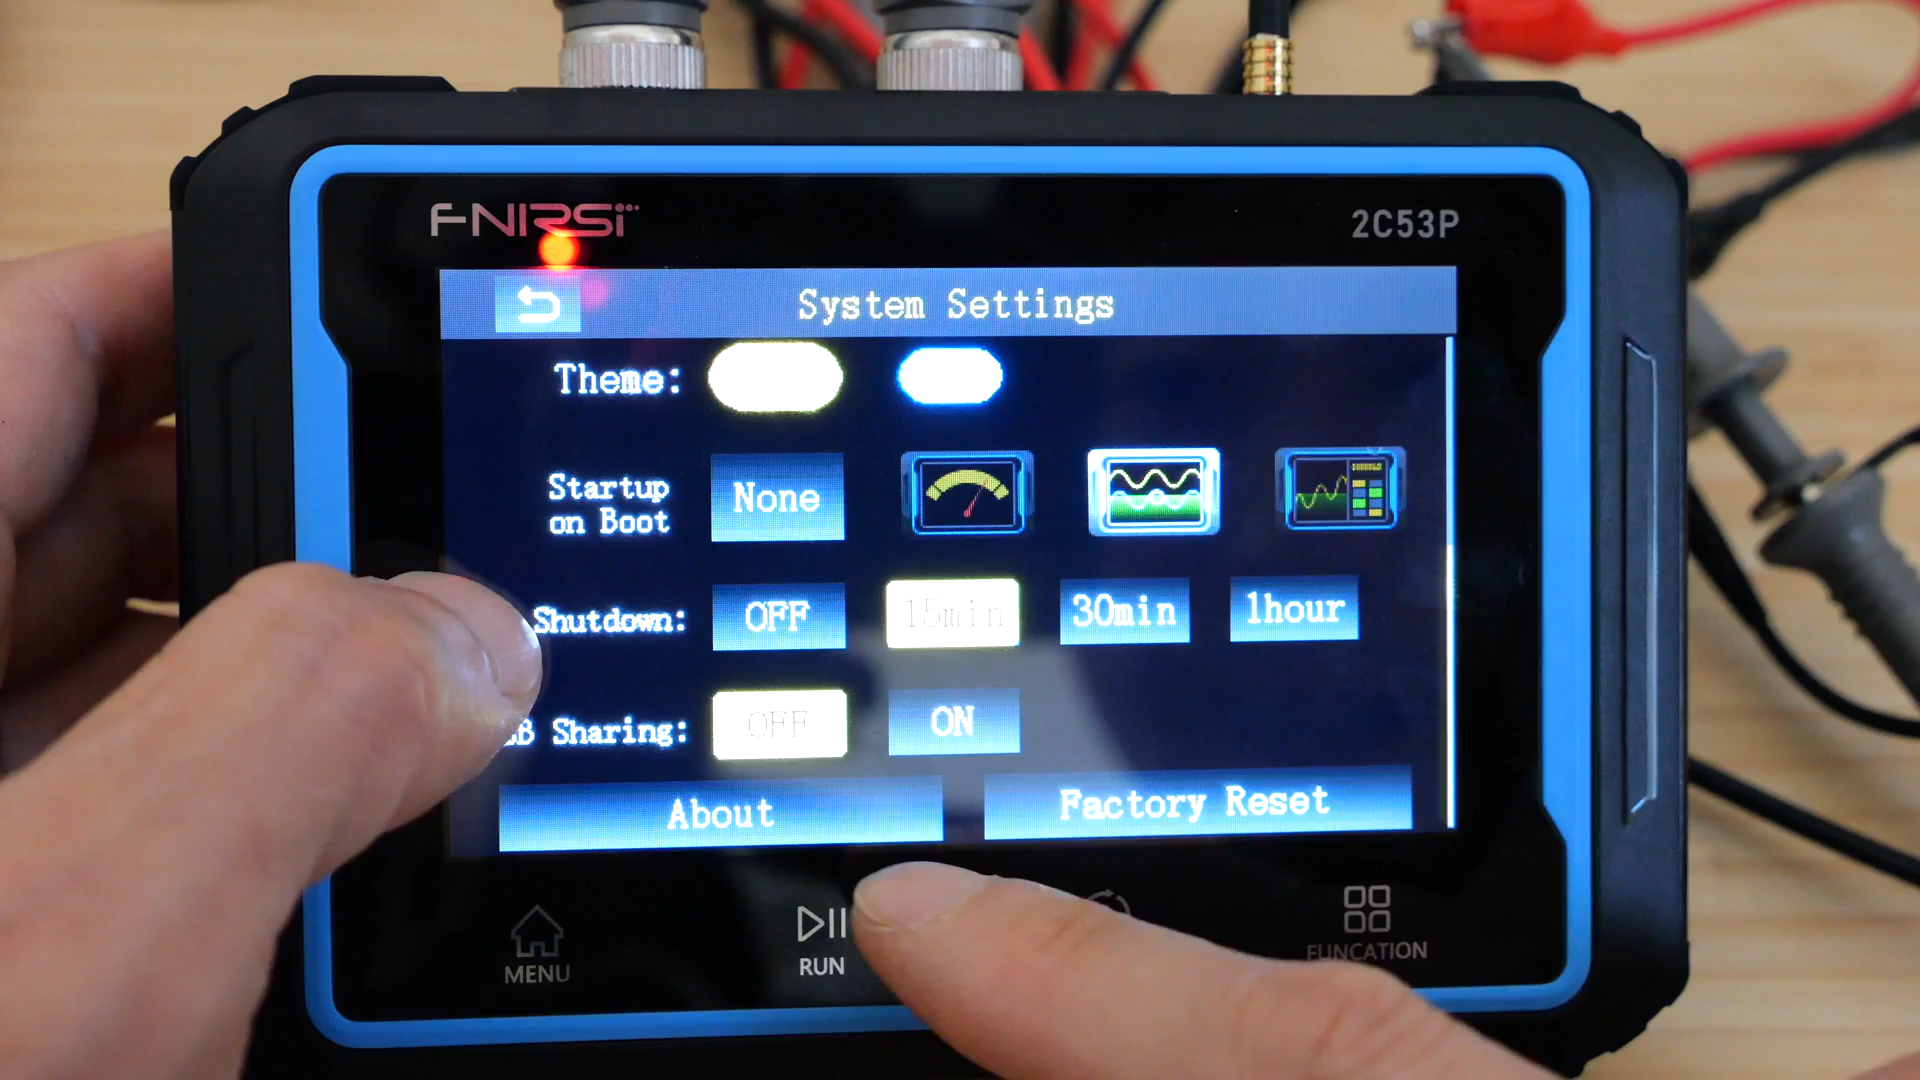 FNIRSI
2C53P
System Settings
Theme:
Startup
on Boot
None
Shutdown:
OFF
15min
30min
1hour
Sharing:
OFF
ON
About
Factory Reset
MENU
RUN
FUNCATION